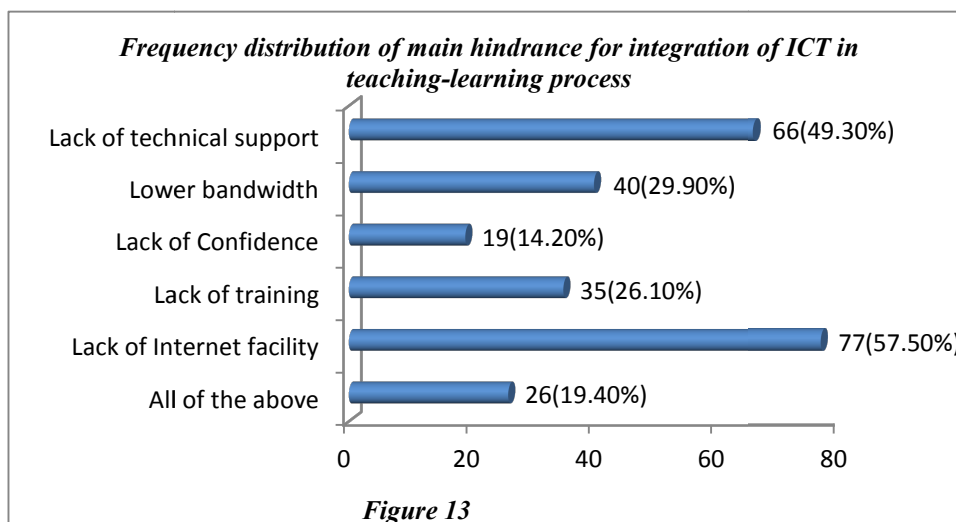 Frequency distribution of main hindrance for integration of ICT in
teaching-learning process
Lack of technical support
66(49.30%)
Lower bandwidth
40(29.90%)
Lack of Confidence
19(14.20%)
Lack of training
35(26.10%)
Lack of Internet facility
77(57.50%)
All of the above
26(19.40%)
0 20 40 60 80
Figure 13